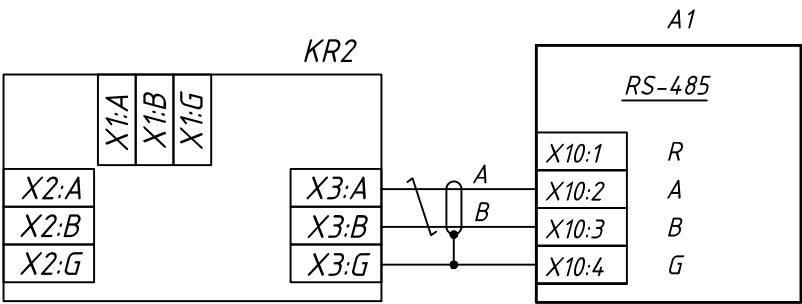 A1
KR2
RS-485
X1:A
X1:B
X1:G
X10:1 R
X2:A X3:A A X10:2 A
X2:B X3:B B X10:3 B
X2:G X3:G X10:4 G